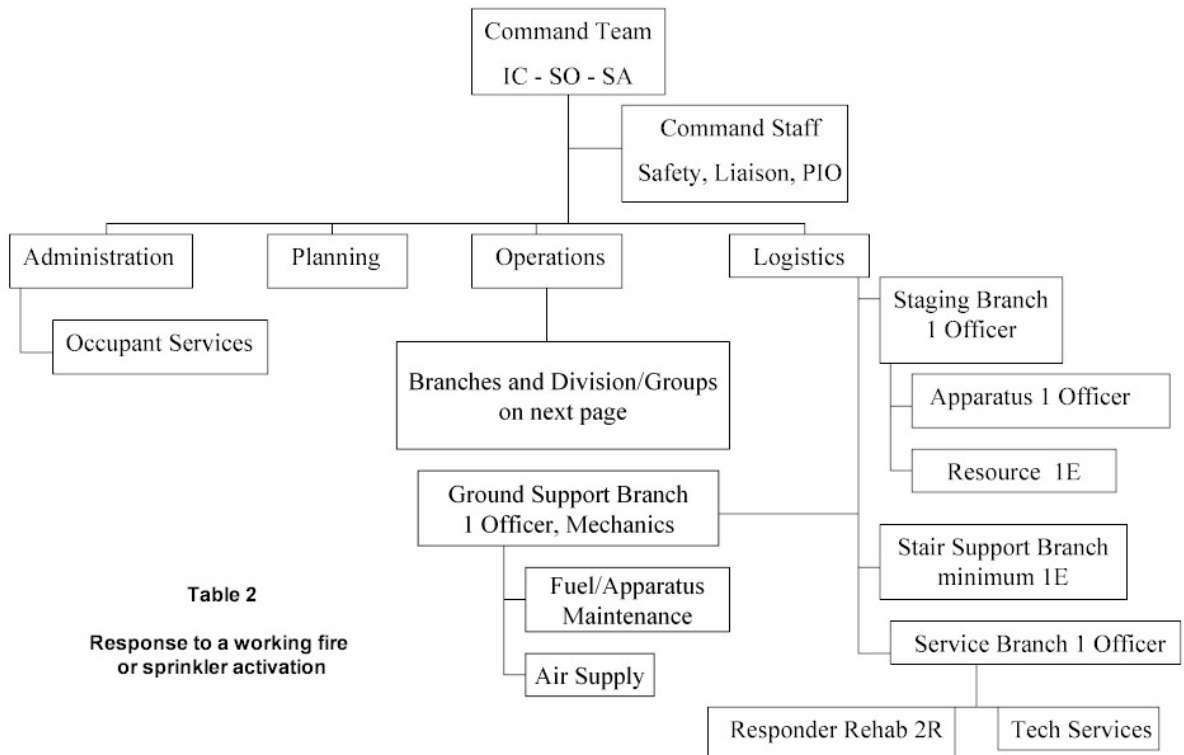 Command Team
IC - SO - SA
Command Staff
Safety, Liaison, PIO
Administration
Planning
Operations
Logistics
Occupant Services
Branches and Division/Groups
on next page
Staging Branch
1 Officer
Apparatus 1 Officer
Resource 1E
Ground Support Branch
1 Officer, Mechanics
Fuel/Apparatus
Maintenance
Air Supply
Stair Support Branch
minimum 1E
Service Branch 1 Officer
Responder Rehab 2R
Tech Services
Table 2
Response to a working fire
or sprinkler activation